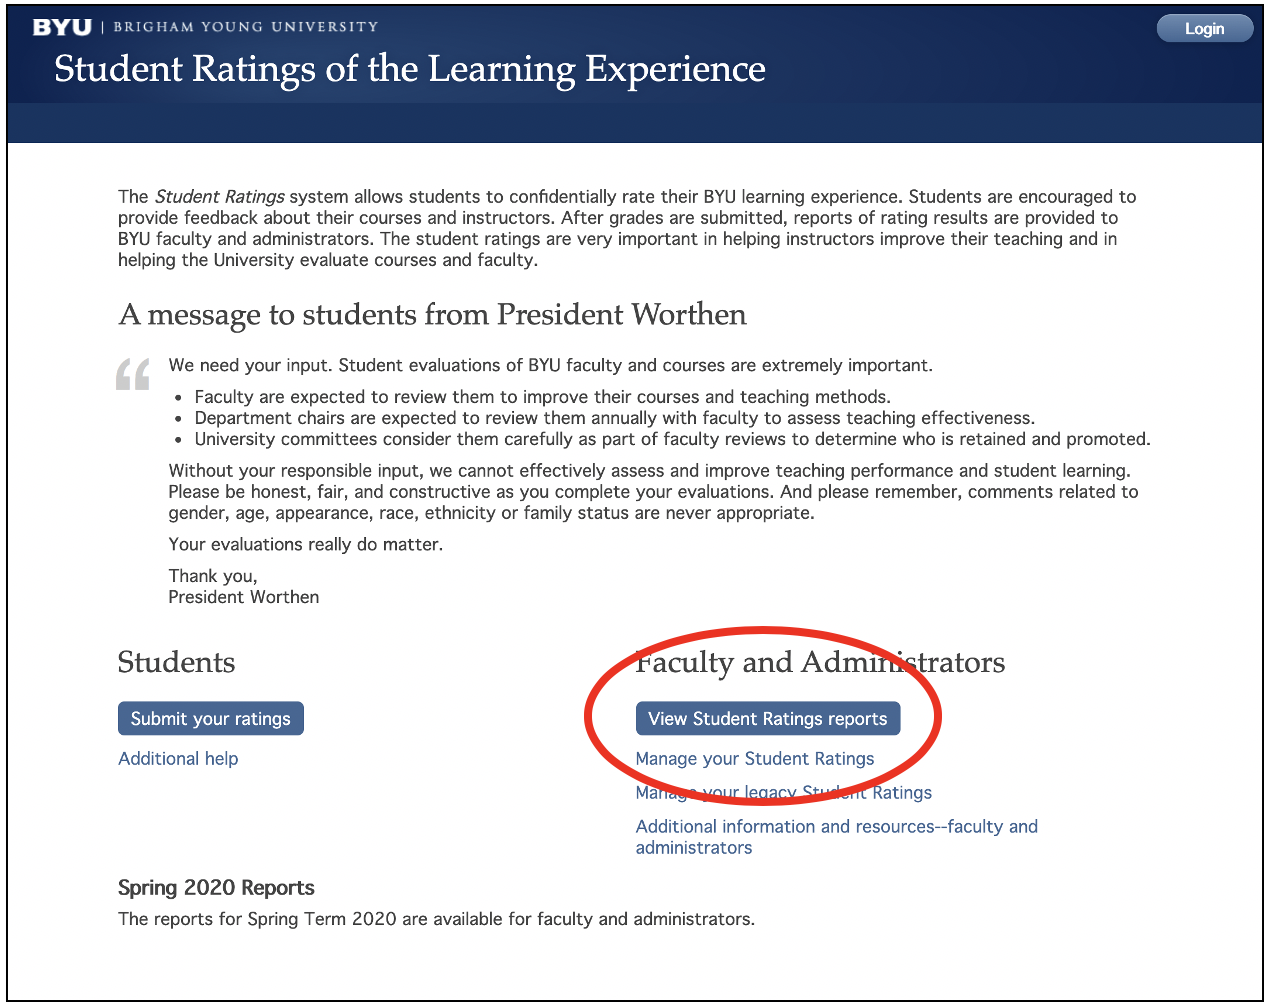 BYU | BRIGHAM YOUNG UNIVERSITY
Login
Student Ratings of the Learning Experience
The Student Ratings system allows students to confidentially rate their BYU learning experience. Students are encouraged to
provide feedback about their courses and instructors. After grades are submitted, reports of rating results are provided to
BYU faculty and administrators. The student ratings are very important in helping instructors improve their teaching and in
helping the University evaluate courses and faculty.
A message to students from President Worthen
“
We need your input. Student evaluations of BYU faculty and courses are extremely important.
• Faculty are expected to review them to improve their courses and teaching methods.
• Department chairs are expected to review them annually with faculty to assess teaching effectiveness.
• University committees consider them carefully as part of faculty reviews to determine who is retained and promoted.
Without your responsible input, we cannot effectively assess and improve teaching performance and student learning.
Please be honest, fair, and constructive as you complete your evaluations. And please remember, comments related to
gender, age, appearance, race, ethnicity or family status are never appropriate.
Your evaluations really do matter.
Thank you,
President Worthen
Students
Submit your ratings
Additional help
Faculty and Administrators
View Student Ratings reports
Manage your Student Ratings
Manage your legacy Student Ratings
Additional information and resources--faculty and
administrators
Spring 2020 Reports
The reports for Spring Term 2020 are available for faculty and administrators.